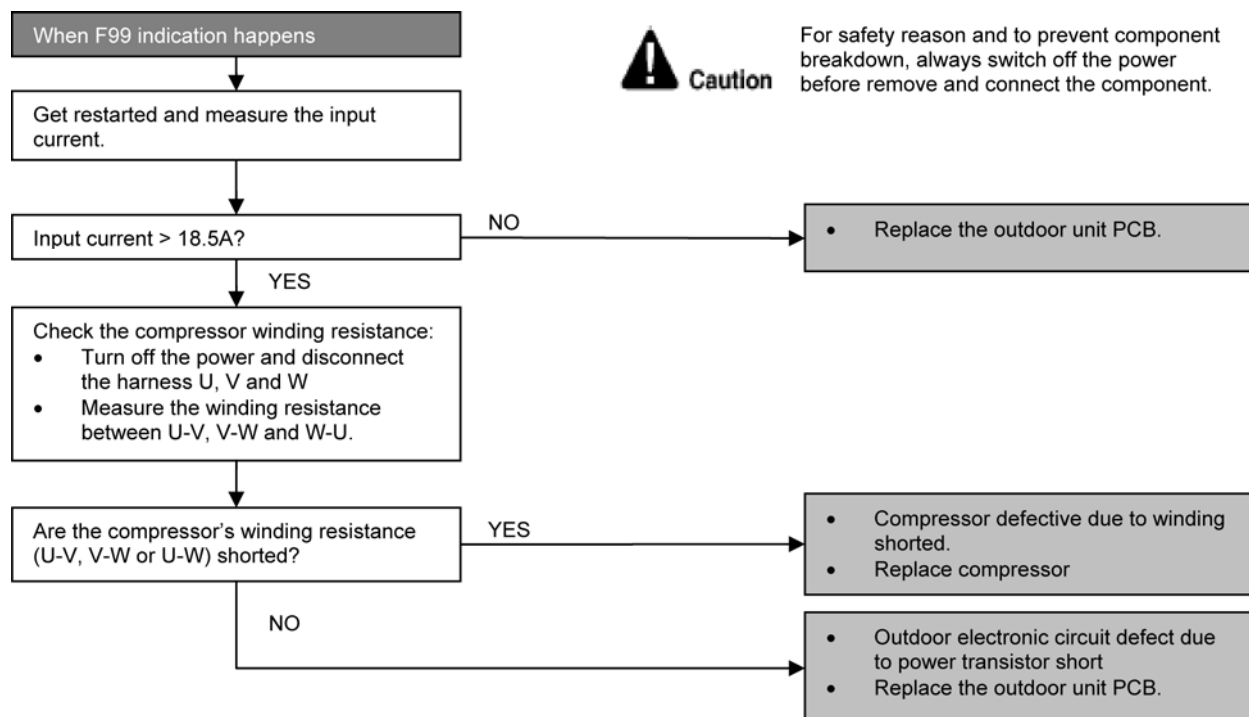 When F99 indication happens
Caution
For safety reason and to prevent component
breakdown, always switch off the power
before remove and connect the component.
Get restarted and measure the input
current.
Input current > 18.5A?
NO
• Replace the outdoor unit PCB.
YES
Check the compressor winding resistance:
• Turn off the power and disconnect
the harness U, V and W
• Measure the winding resistance
between U-V, V-W and W-U.
Are the compressor’s winding resistance
(U-V, V-W or U-W) shorted?
YES
• Compressor defective due to winding
shorted.
• Replace compressor
NO
• Outdoor electronic circuit defect due
to power transistor short
• Replace the outdoor unit PCB.